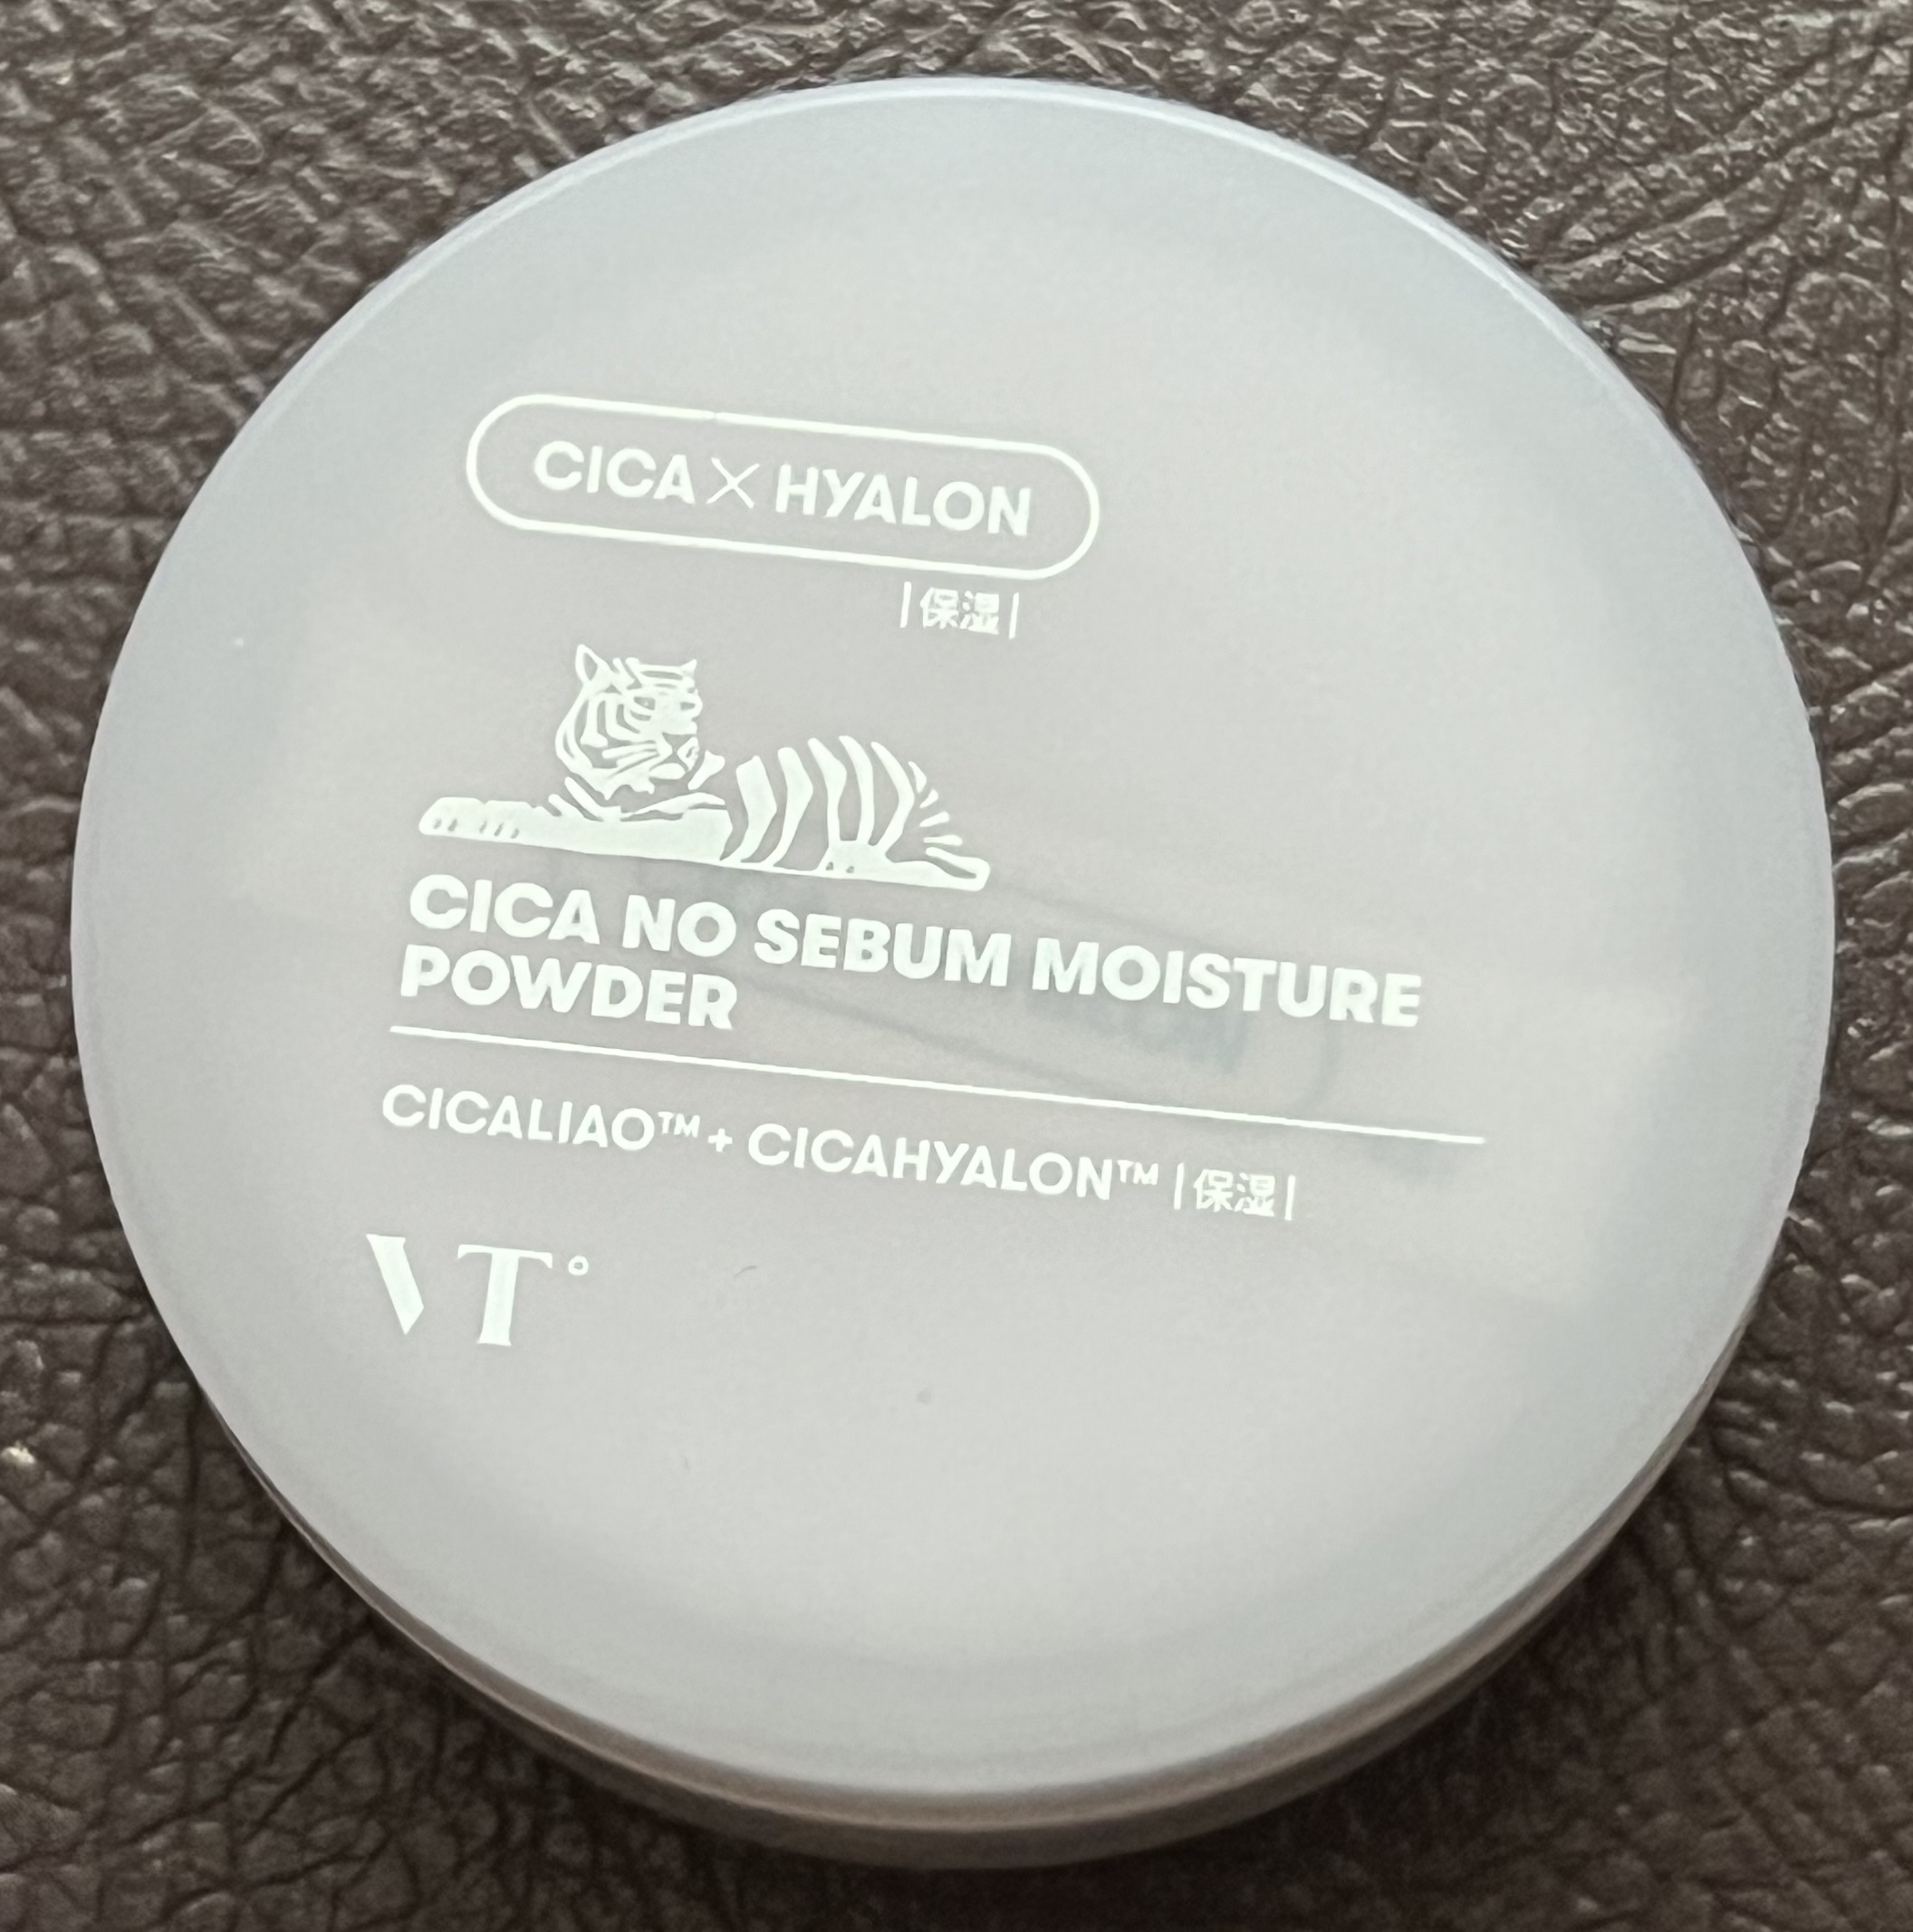 CICA X HYALON
|保湿|
CICA NO SEBUM MOISTURE
POWDER
CICALIAO™ + CICAHYALON™ |保湿|
VT°